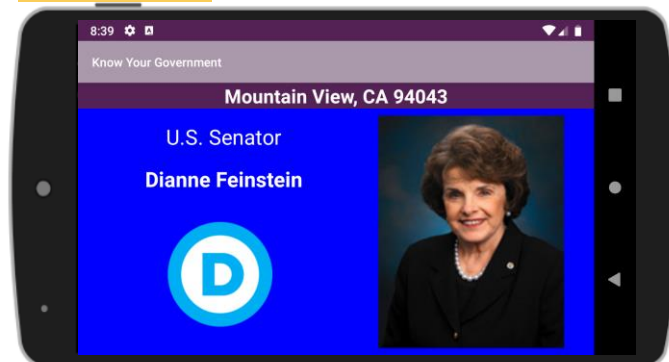 8:39
Know Your Government
Mountain View, CA 94043
U.S. Senator
Dianne Feinstein
D